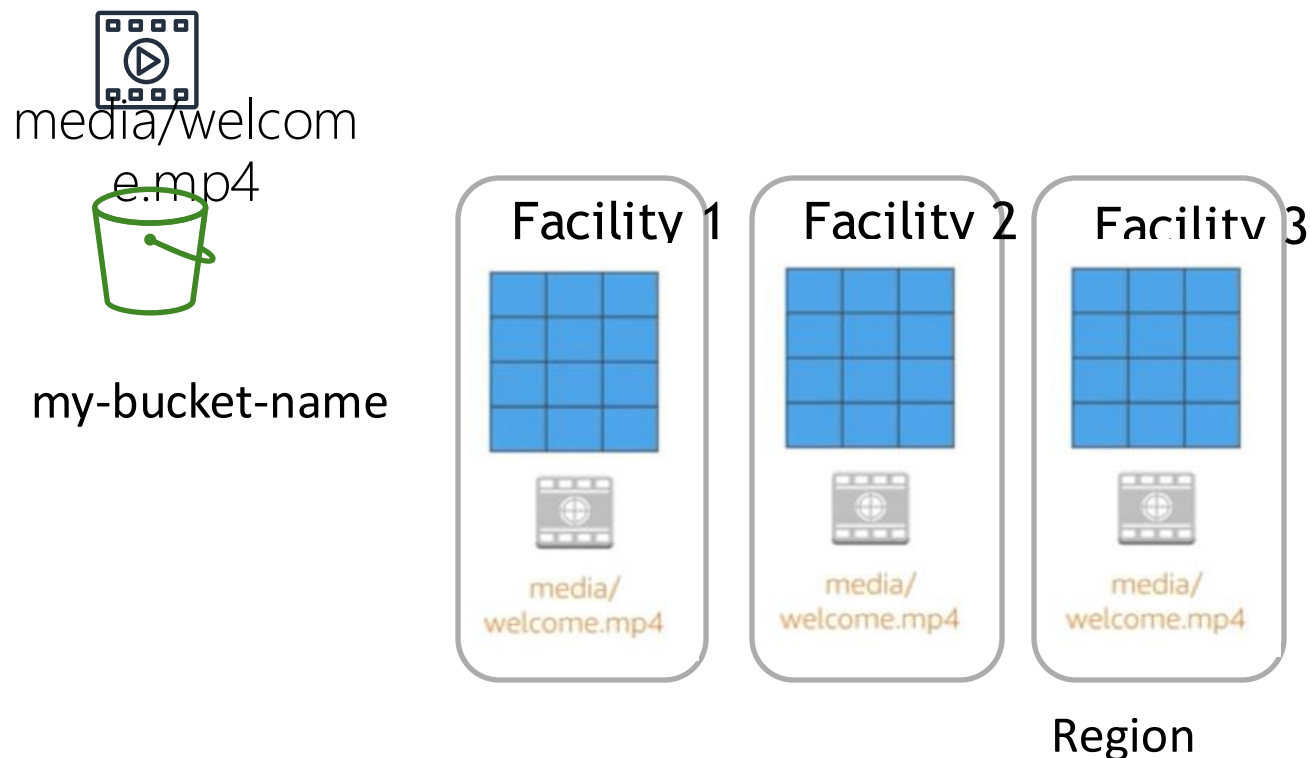 media/welcom
e.mp4
my-bucket-name
Facility 1
media/
welcome.mp4
Facility 2
media/
welcome.mp4
Facility 3
media/
welcome.mp4
Region